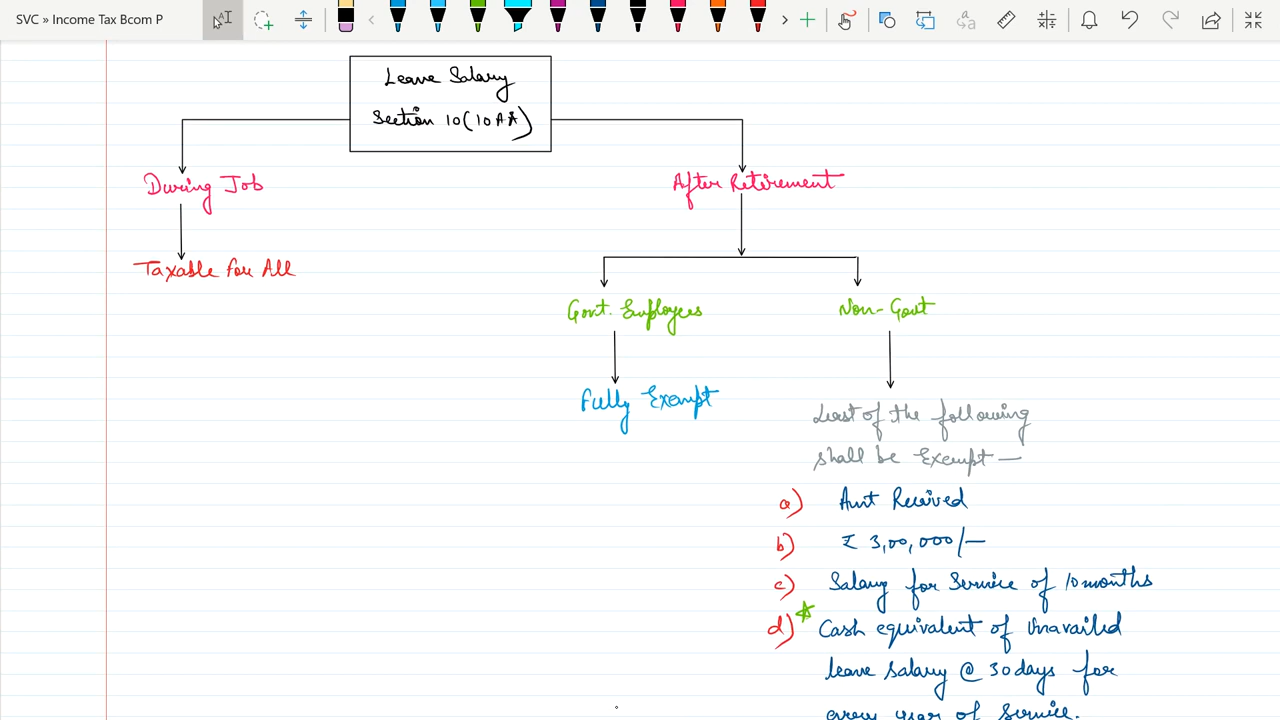 SVC » Income Tax Bcom P
Leave Salary
Section 10(10AA)
During Job
After Retirement
Taxable for All
Govt. Employees
Non-Govt
Fully Exempt
Least of the following
shall be Exempt —
a) Amt Received
b) ₹ 3,00,000/—
c) Salary for Service of 10 months
d) Cash equivalent of Unavailed
leave salary @ 30 days for
every year of service.